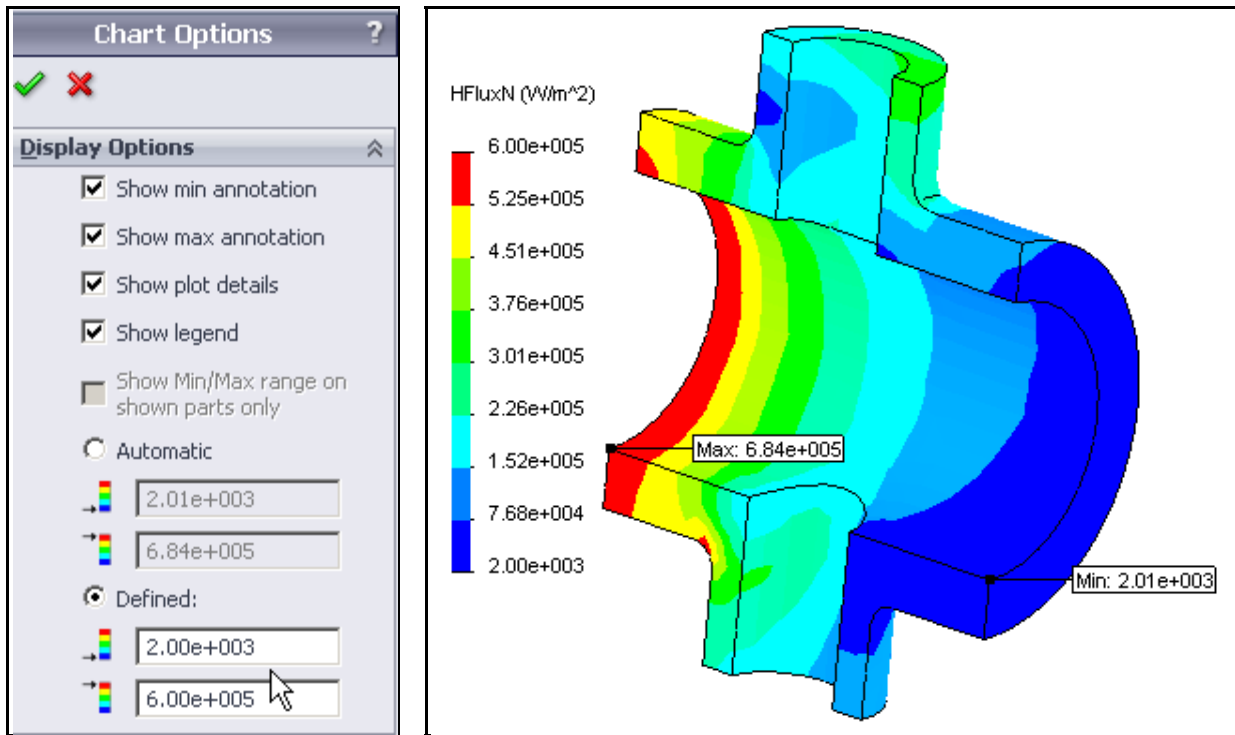 Chart Options ?
Display Options
Show min annotation
Show max annotation
Show plot details
Show legend
Show Min/Max range on
shown parts only
Automatic
2.01e+003
6.84e+005
Defined:
2.00e+003
6.00e+005
HFluxN (W/m^2)
6.00e+005
5.25e+005
4.51e+005
3.76e+005
3.01e+005
2.26e+005
1.52e+005
7.68e+004
2.00e+003
Max: 6.84e+005
Min: 2.01e+003